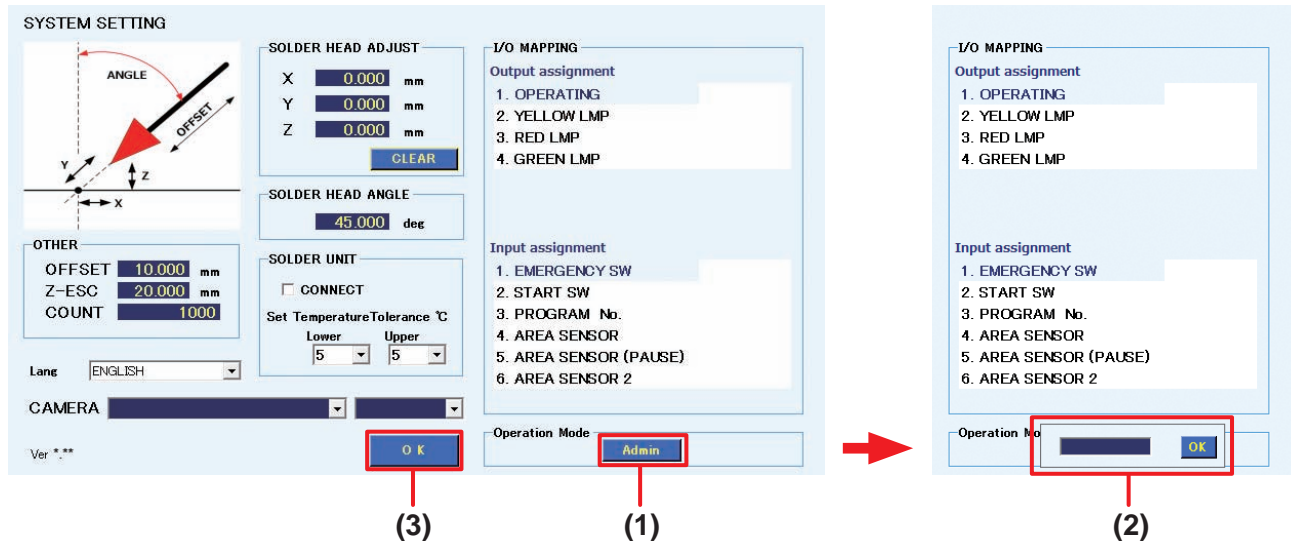 SYSTEM SETTING
ANGLE
OFFSET
Y
Z
X
OTHER
OFFSET 10.000 mm
Z-ESC 20.000 mm
COUNT 1000
Lang ENGLISH
CAMERA
Ver *.**
SOLDER HEAD ADJUST
X 0.000 mm
Y 0.000 mm
Z 0.000 mm
CLEAR
SOLDER HEAD ANGLE
45.000 deg
SOLDER UNIT
CONNECT
Set TemperatureTolerance ℃
Lower Upper
5 5
O K
I/O MAPPING
Output assignment
1. OPERATING
2. YELLOW LMP
3. RED LMP
4. GREEN LMP
Input assignment
1. EMERGENCY SW
2. START SW
3. PROGRAM No.
4. AREA SENSOR
5. AREA SENSOR (PAUSE)
6. AREA SENSOR 2
Operation Mode
Admin
(3)
(1)
I/O MAPPING
Output assignment
1. OPERATING
2. YELLOW LMP
3. RED LMP
4. GREEN LMP
Input assignment
1. EMERGENCY SW
2. START SW
3. PROGRAM No.
4. AREA SENSOR
5. AREA SENSOR (PAUSE)
6. AREA SENSOR 2
Operation Mo
OK
(2)